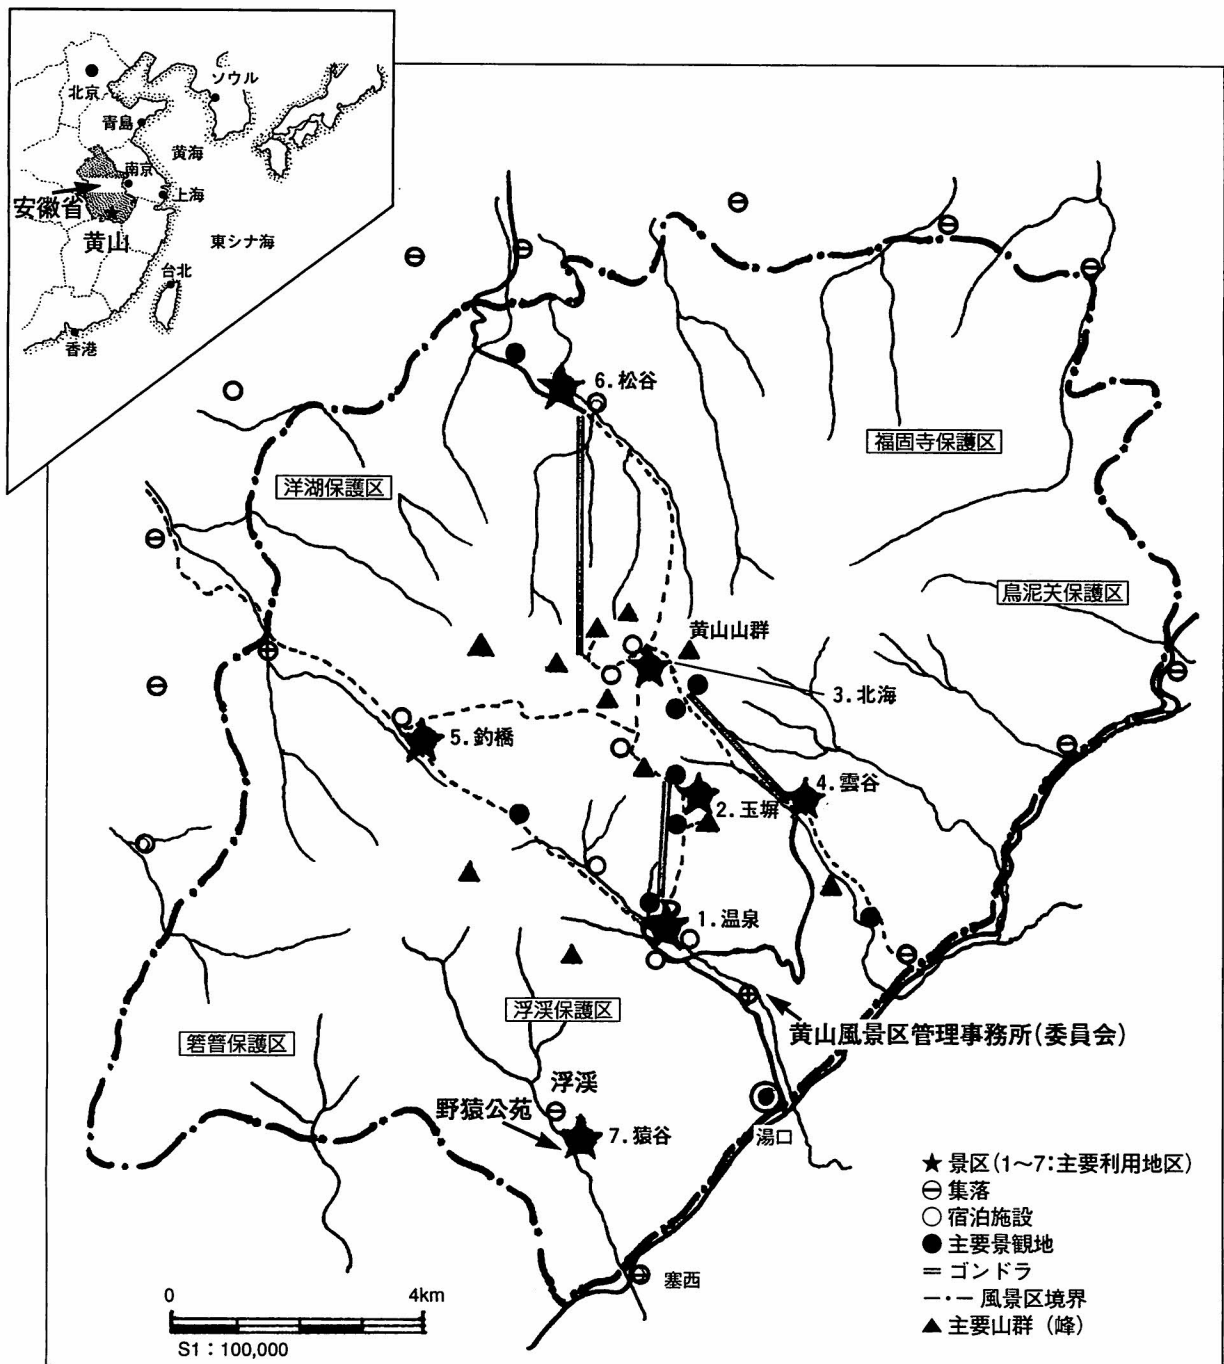 北京
ソウル
青島
黄海
南京
上海
安徽省
黄山
東シナ海
台北
香港
6.松谷
福固寺保護区
洋湖保護区
鳥泥关保護区
黄山山群
3.北海
5.釣橋
4.雲谷
2.玉塀
1.温泉
浮渓保護区
黄山風景区管理事務所(委員会)
箬箵保護区
浮渓
野猿公苑
7.猿谷
湯口
★景区(1〜7:主要利用地区)
集落
宿泊施設
主要景観地
ゴンドラ
風景区境界
▲主要山群(峰)
塞西
0 4km
S1:100,000